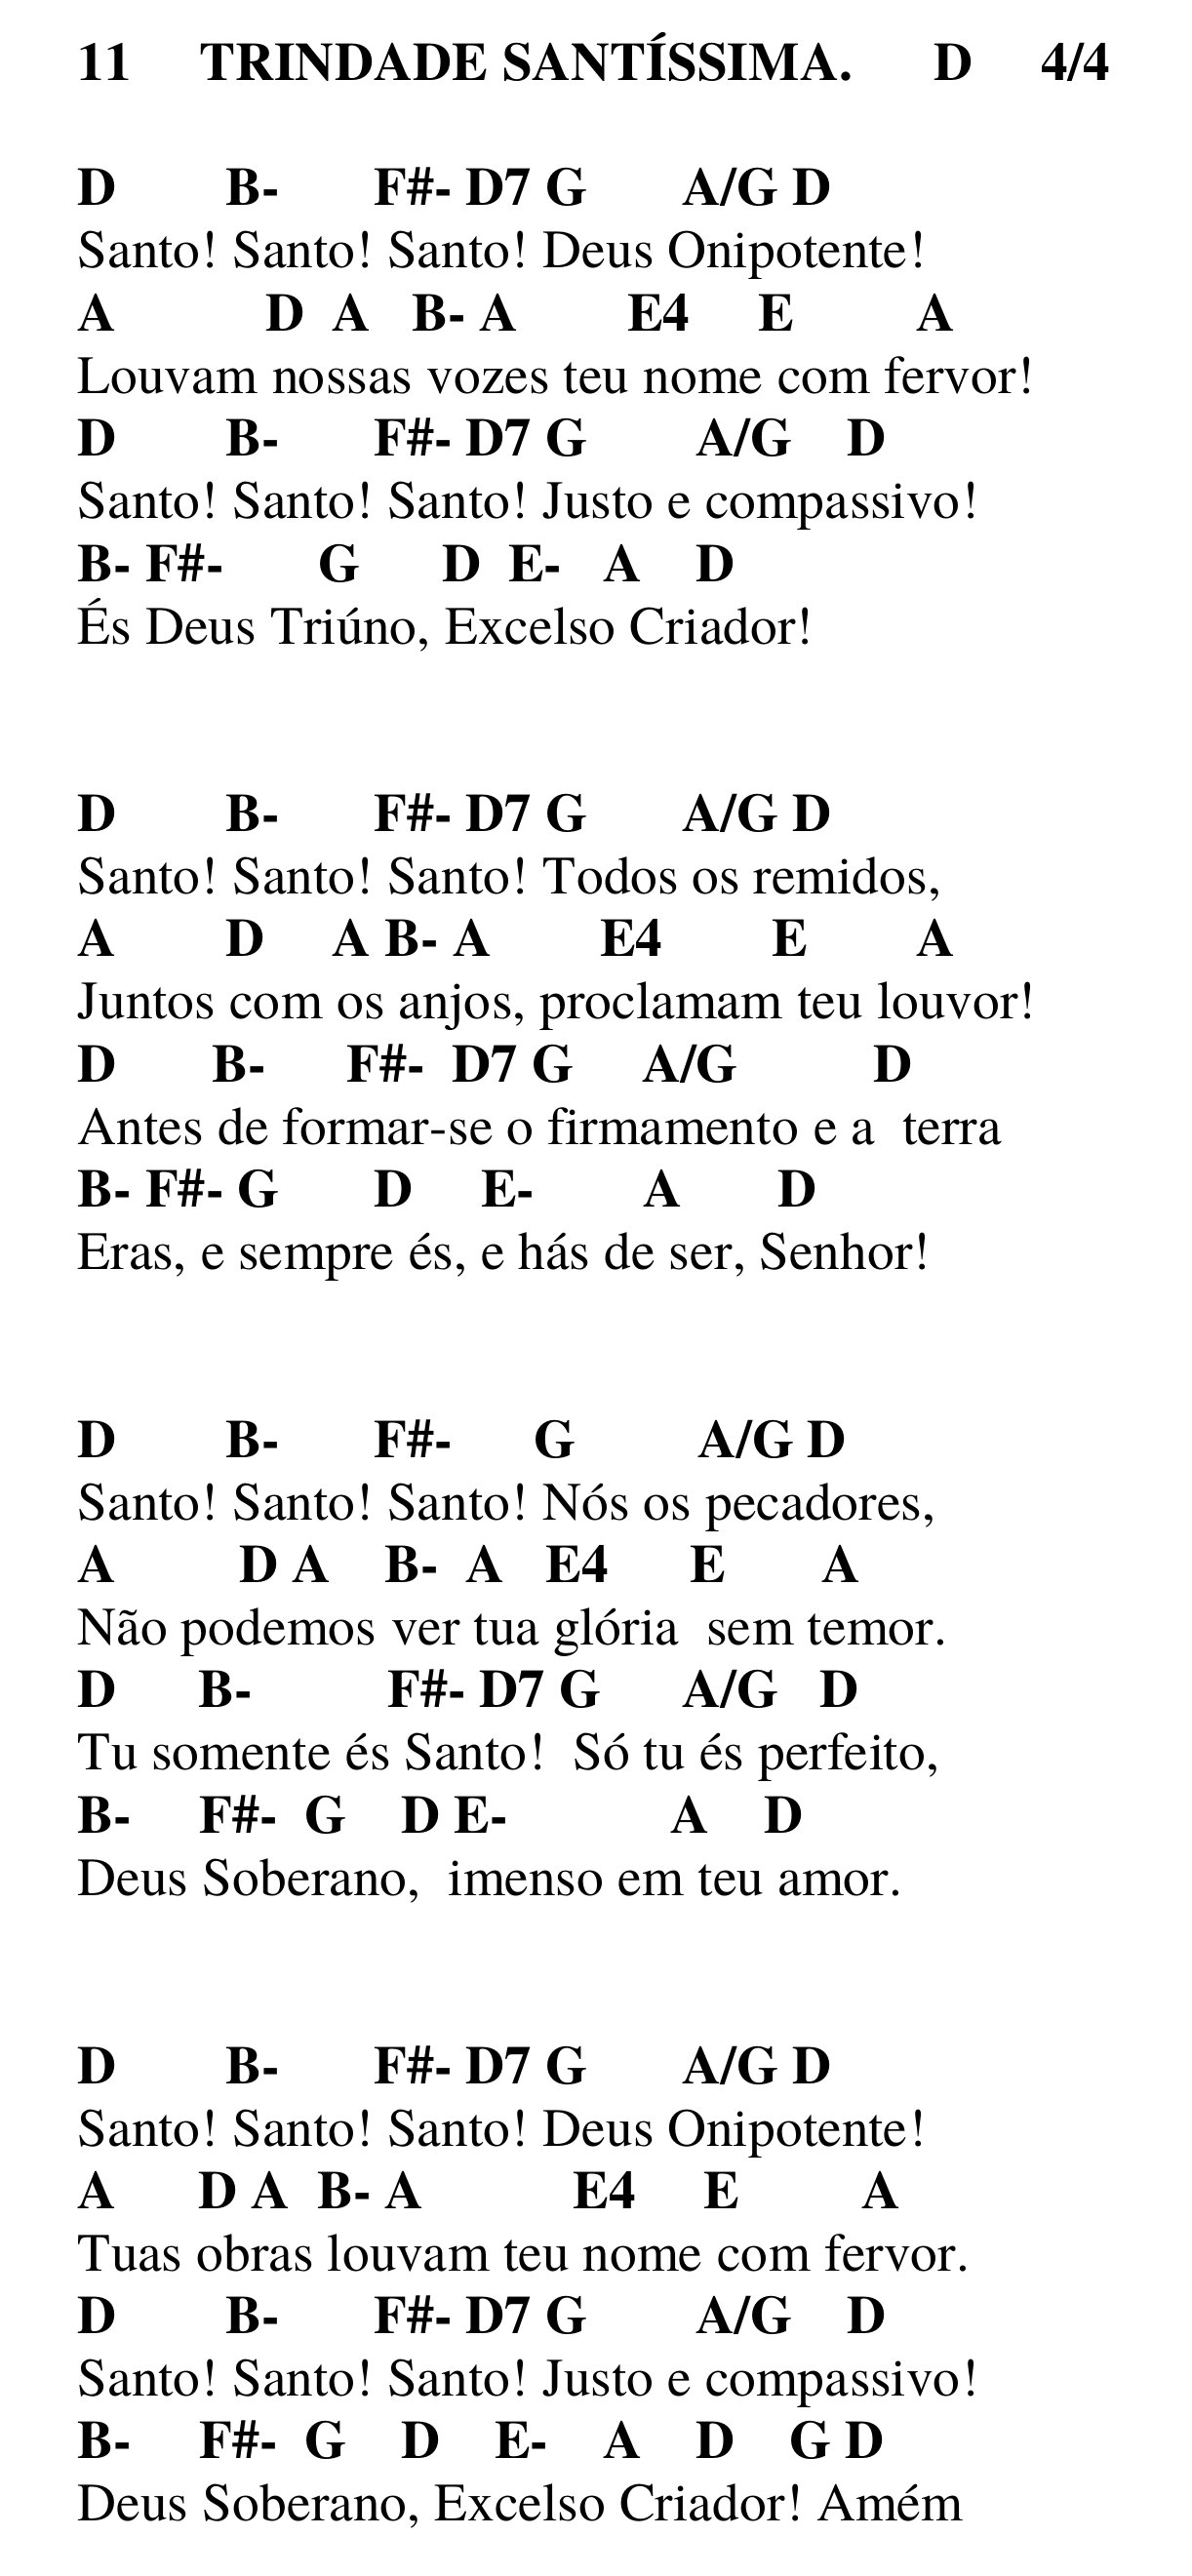 11     TRINDADE SANTÍSSIMA.      D     4/4
D        B-       F#- D7 G       A/G D
Santo! Santo! Santo! Deus Onipotente!
A           D  A   B- A        E4     E         A
Louvam nossas vozes teu nome com fervor!
D        B-       F#- D7 G        A/G    D
Santo! Santo! Santo! Justo e compassivo!
B- F#-       G      D  E-   A    D
És Deus Triúno, Excelso Criador!
D        B-       F#- D7 G       A/G D
Santo! Santo! Santo! Todos os remidos,
A        D     A B- A        E4        E        A
Juntos com os anjos, proclamam teu louvor!
D       B-      F#-  D7 G     A/G          D
Antes de formar-se o firmamento e a  terra
B- F#- G       D     E-        A       D
Eras, e sempre és, e hás de ser, Senhor!
D        B-       F#-      G         A/G D
Santo! Santo! Santo! Nós os pecadores,
A         D A    B-  A   E4      E       A
Não podemos ver tua glória  sem temor.
D      B-          F#- D7 G      A/G   D
Tu somente és Santo!  Só tu és perfeito,
B-     F#-  G    D E-            A    D
Deus Soberano,  imenso em teu amor.
D        B-       F#- D7 G       A/G D
Santo! Santo! Santo! Deus Onipotente!
A      D A  B- A           E4     E         A
Tuas obras louvam teu nome com fervor.
D        B-       F#- D7 G        A/G    D
Santo! Santo! Santo! Justo e compassivo!
B-     F#-  G    D    E-    A    D    G D
Deus Soberano, Excelso Criador! Amém